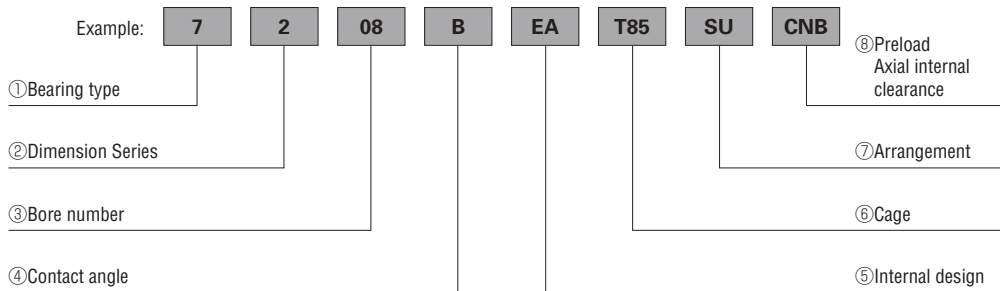 Example: 7 2 08 B EA T85 SU CNB
⑧Preload
Axial internal
clearance
①Bearing type
②Dimension Series
⑦Arrangement
③Bore number
⑥Cage
④Contact angle
⑤Internal design